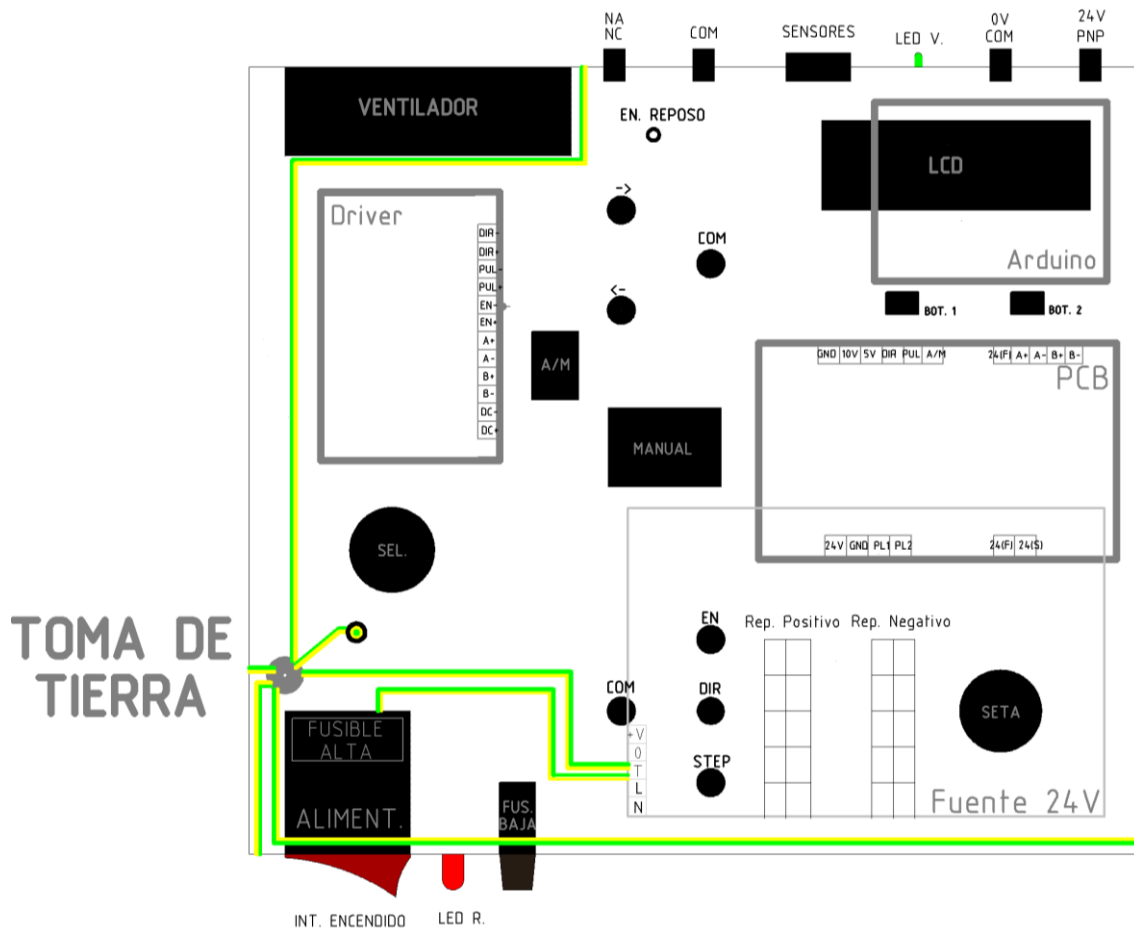 NA
NC
COM
SENSORES
LED V.
0V
COM
24V
PNP
VENTILADOR
EN. REPOSO
LCD
Driver
->
DIR-
DIR+
PUL-
PUL+
EN-
EN+
A+
A-
B+
B-
DC-
DC+
COM
Arduino
<-
BOT. 1
BOT. 2
A/M
GND 10V 5V DIR PUL A/M
24(F) A+ A- B+ B-
PCB
MANUAL
SEL.
24V GND PL1 PL2
24(F) 24(S)
TOMA DE
TIERRA
EN
Rep. Positivo
Rep. Negativo
COM
DIR
SETA
FUSIBLE
ALTA
+V
0
T
L
N
STEP
ALIMENT.
FUS.
BAJA
Fuente 24V
INT. ENCENDIDO
LED R.